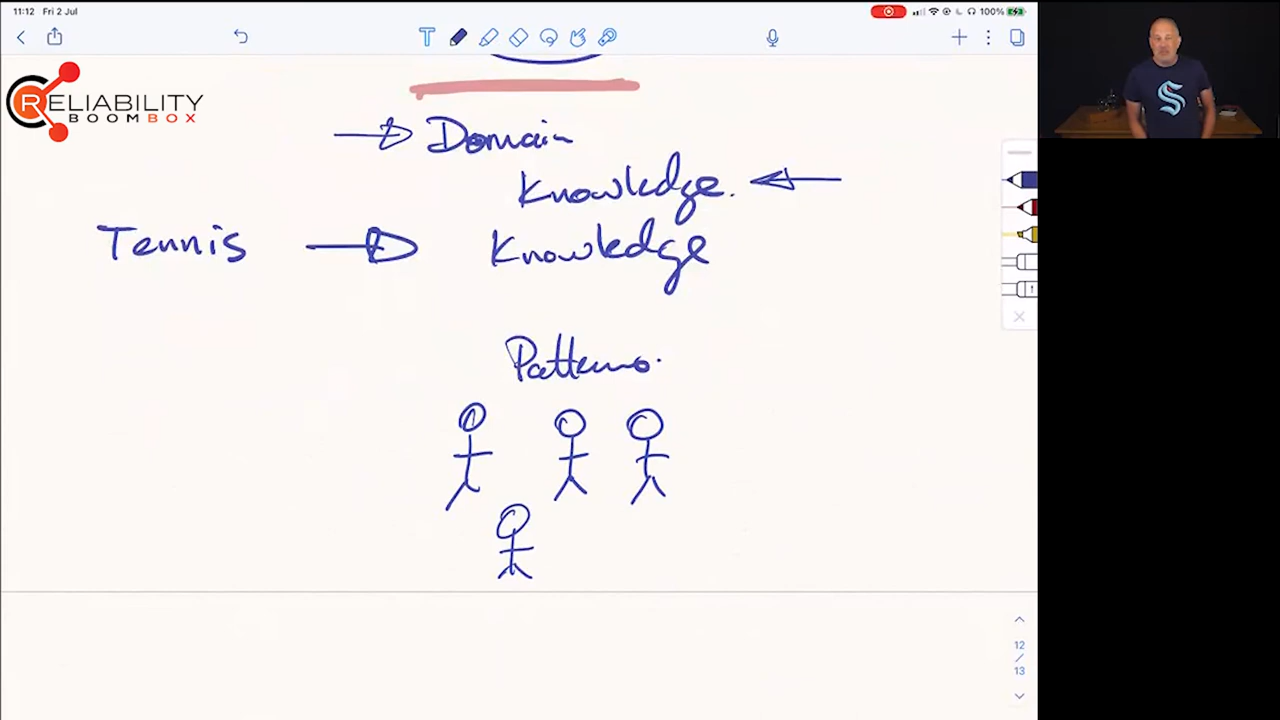 11:12 Fri 2 Jul
100%
RELIABILITY
BOOMBOX
Domain
Knowledge.
Tennis Knowledge
Patterns.
12
/
13